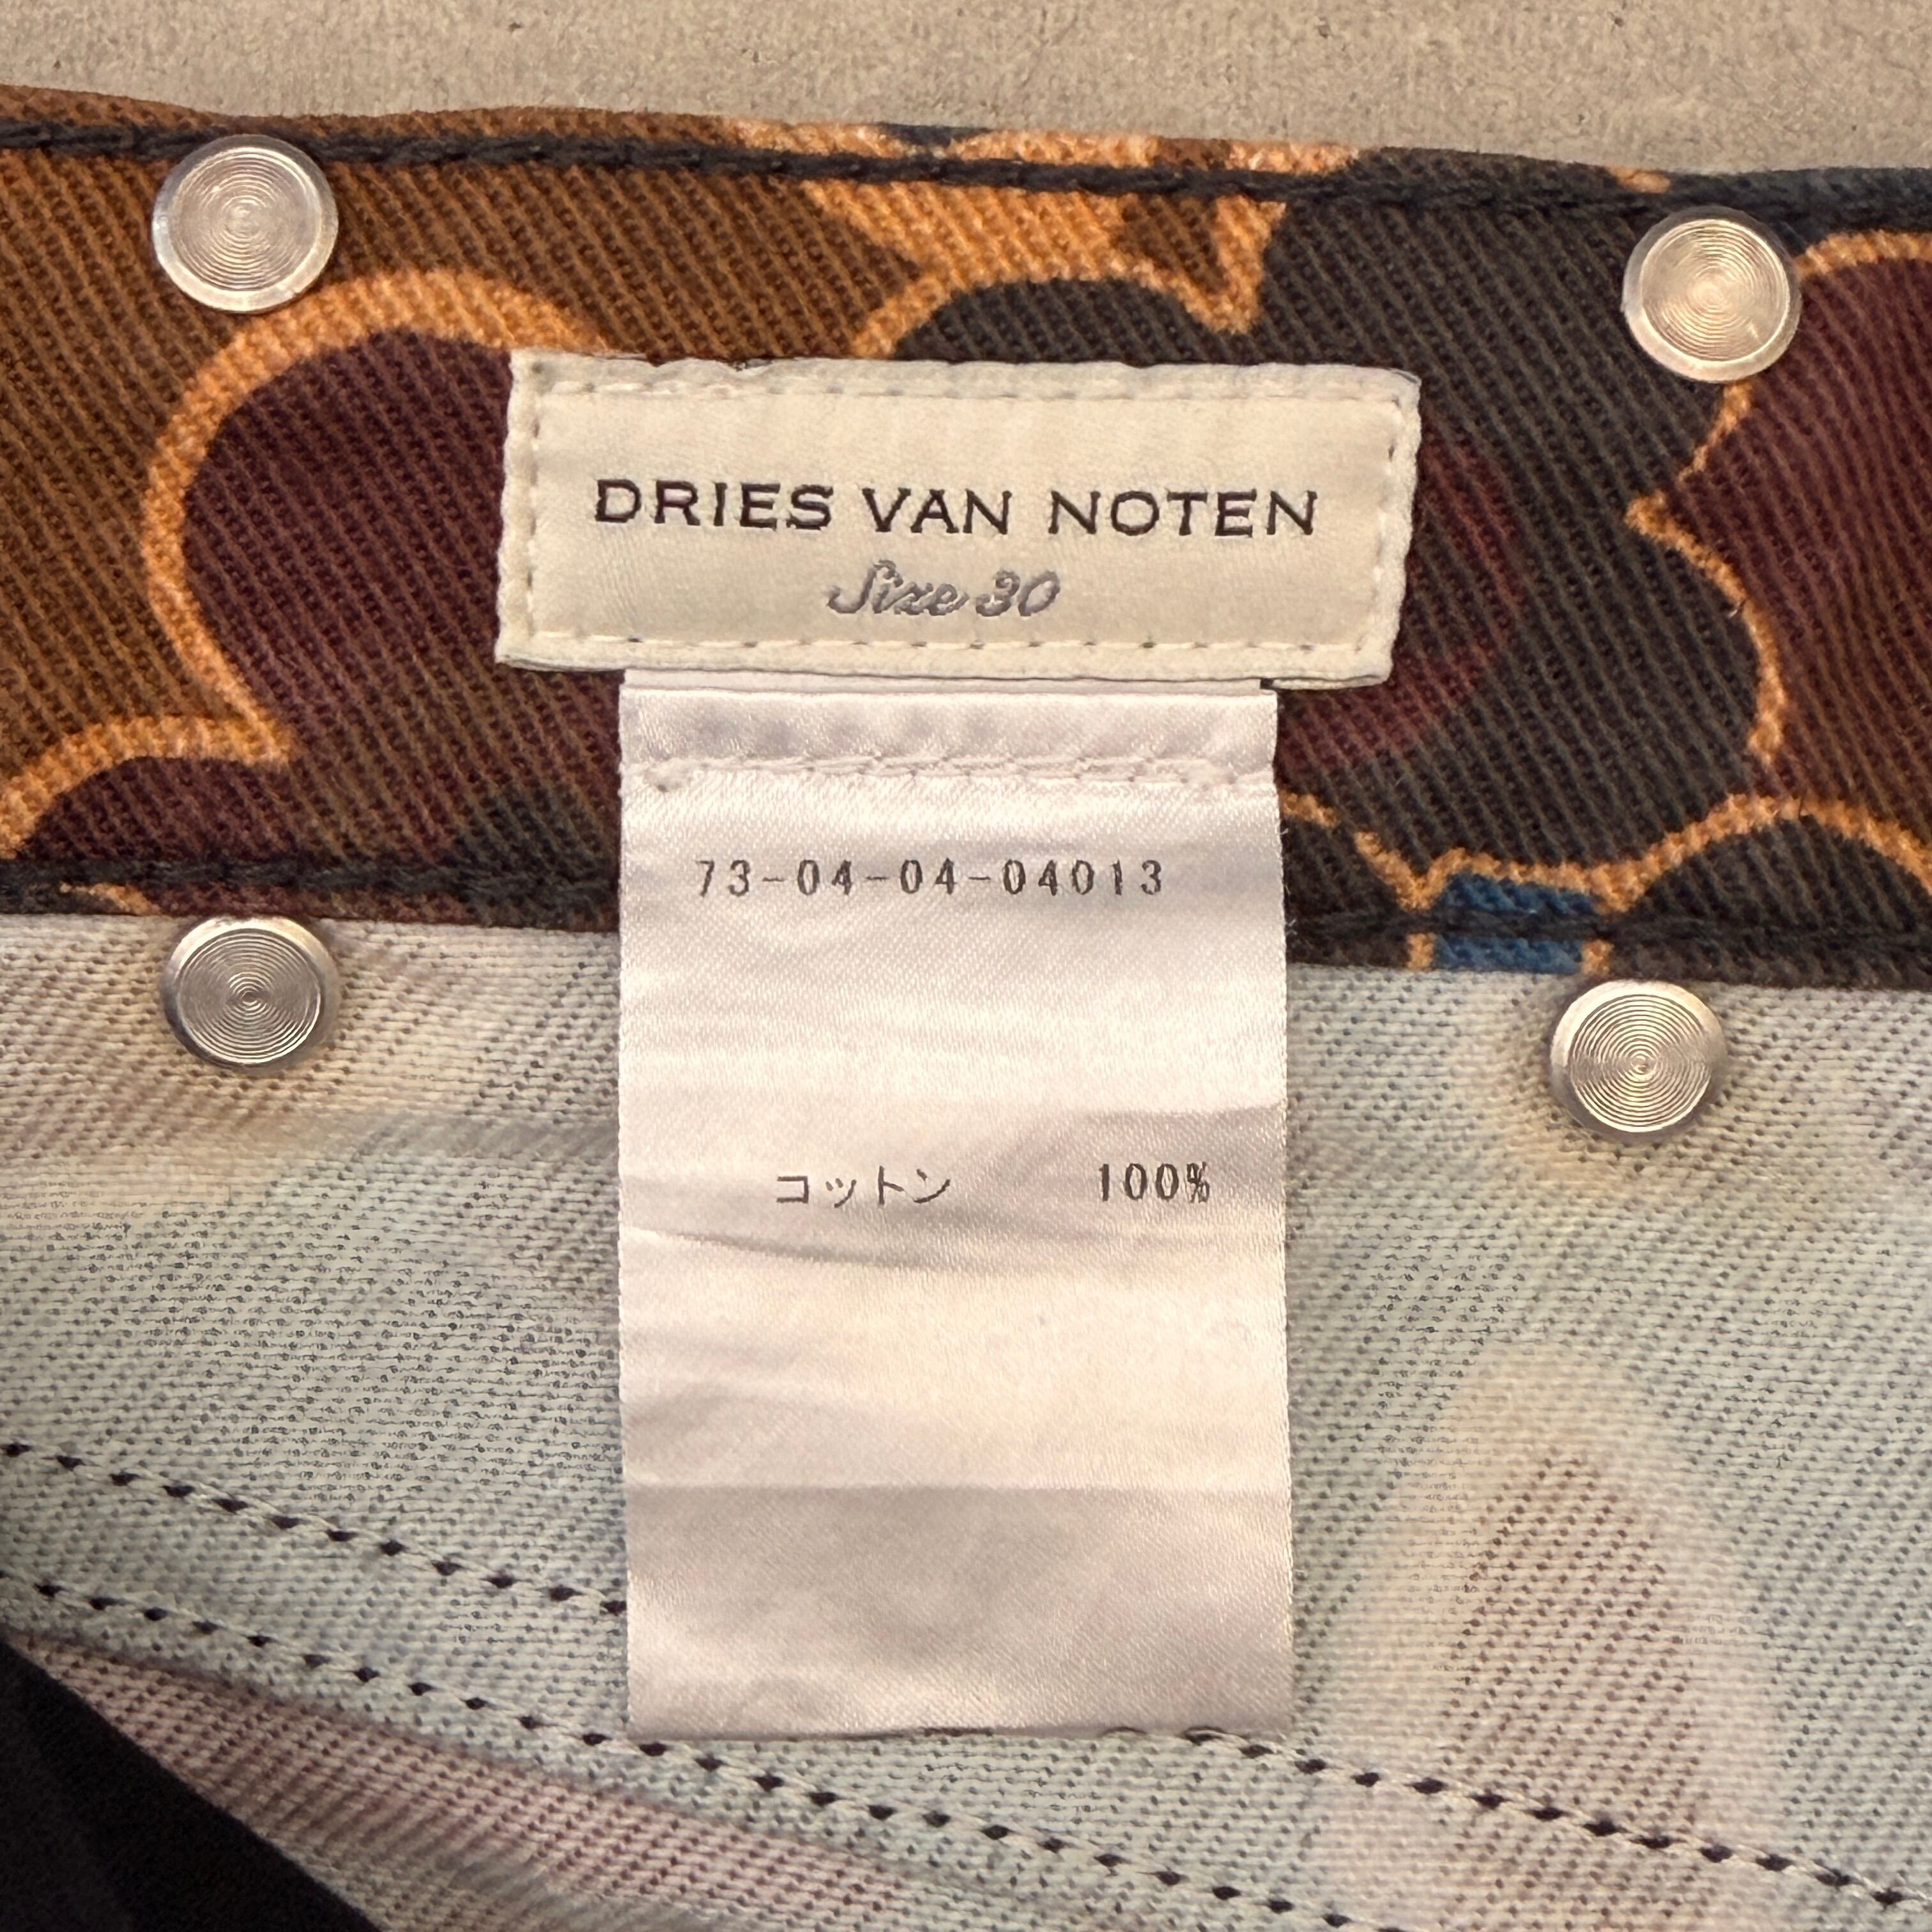 DRIES VAN NOTEN
Size 30
73-04-04-04013
コットン 100%